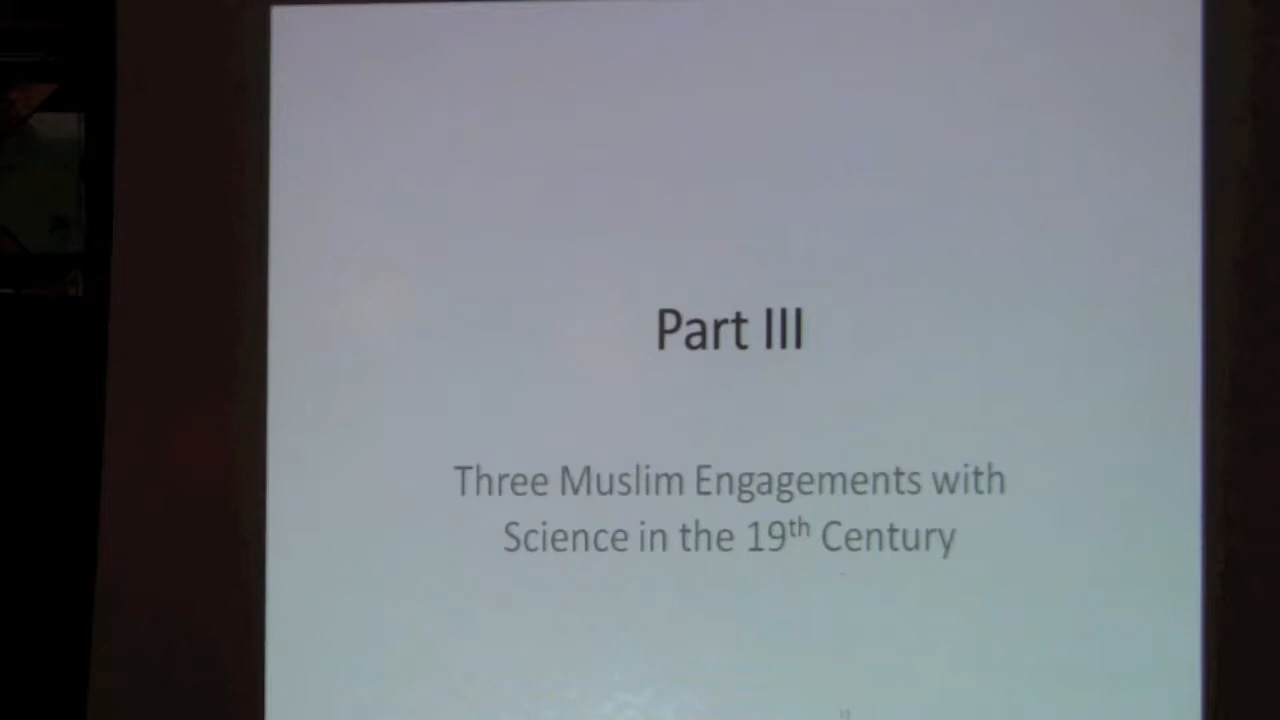 Part III
Three Muslim Engagements with
Science in the 19th Century